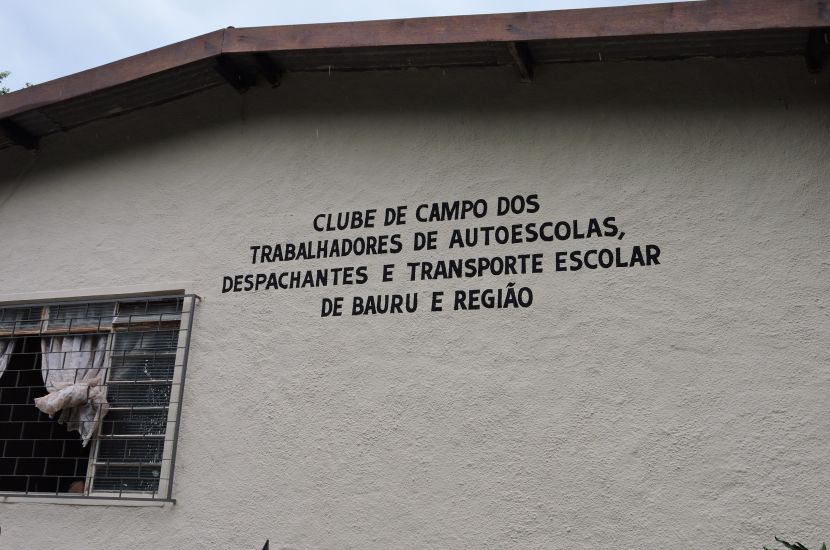 CLUBE DE CAMPO DOS
TRABALHADORES DE AUTOESCOLAS,
DESPACHANTES E TRANSPORTE ESCOLAR
DE BAURU E REGIÃO